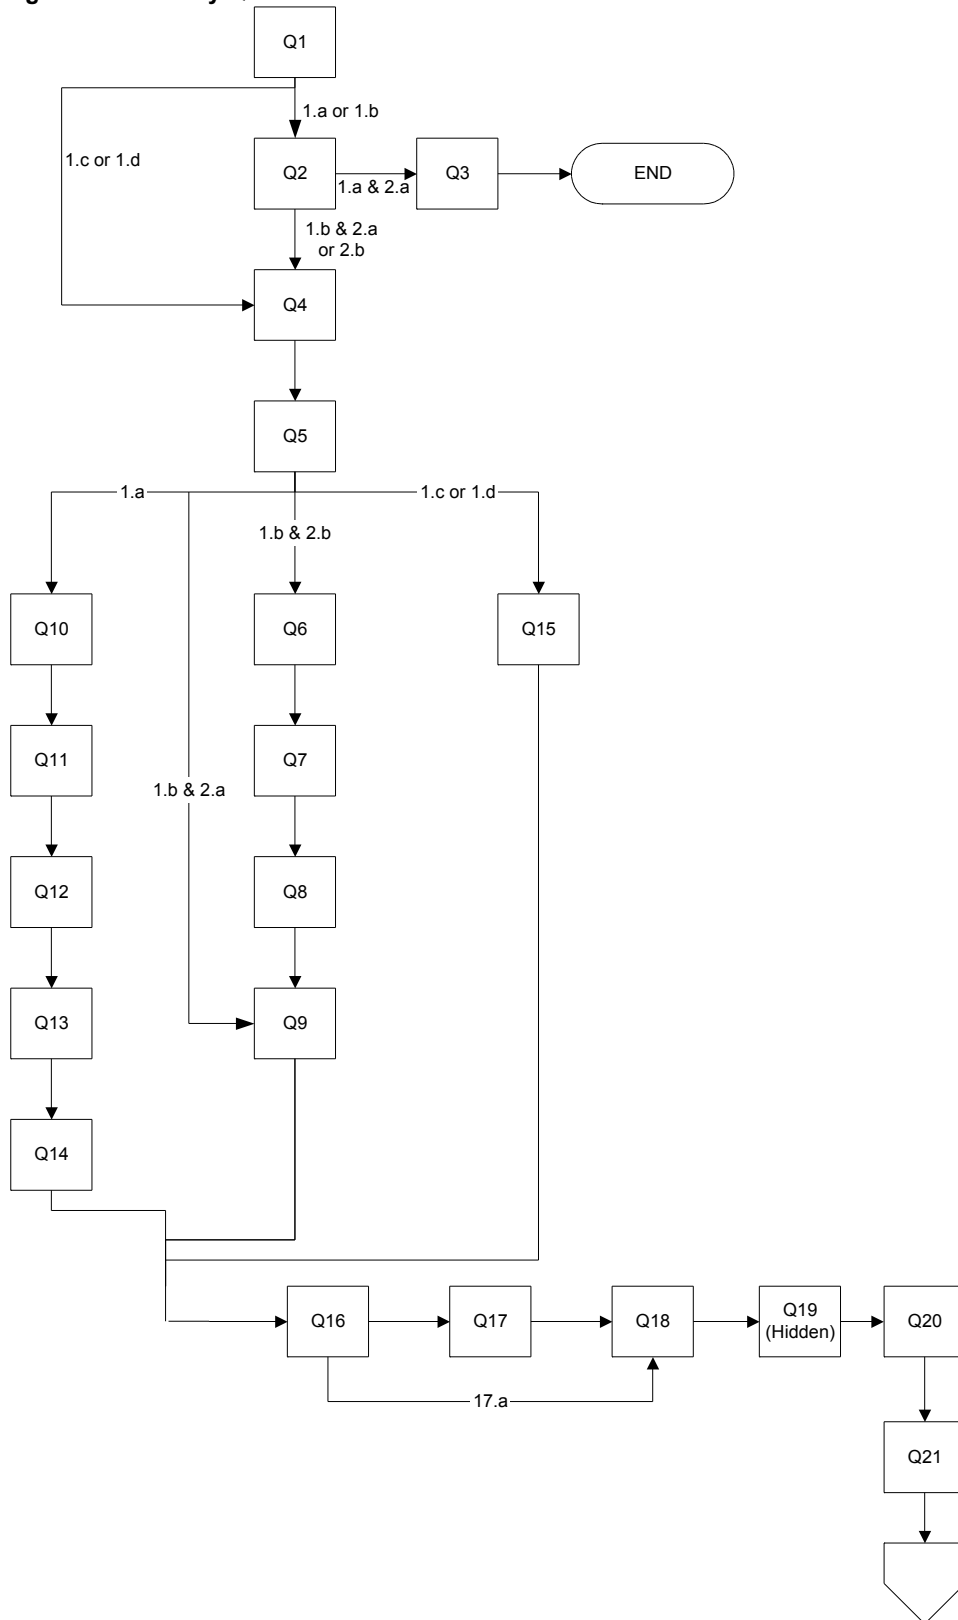 Q1
1.a or 1.b
1.c or 1.d
Q2
1.a & 2.a
Q3
END
1.b & 2.a
or 2.b
Q4
Q5
1.a
1.c or 1.d
1.b & 2.b
Q10
Q6
Q15
Q11
Q7
1.b & 2.a
Q12
Q8
Q13
Q9
Q14
Q16
Q17
Q18
Q19
(Hidden)
Q20
17.a
Q21